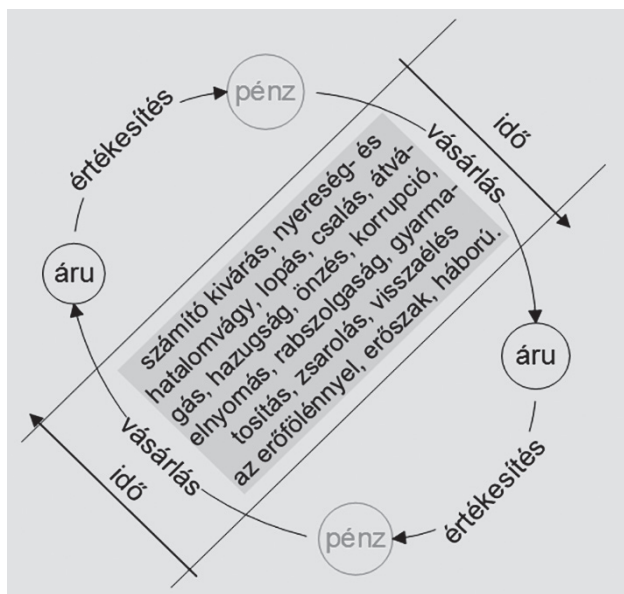 pénz
értékesítés
vásárlás
idő
áru
számító kivárás, nyereség- és
hatalomvágy, lopás, csalás, átvá-
gás, hazugság, önzés, korrupció,
elnyomás, rabszolgaság, gyarma-
tosítás, zsarolás, visszaélés
az erőfölénnyel, erőszak, háború.
áru
vásárlás
idő
pénz
értékesítés